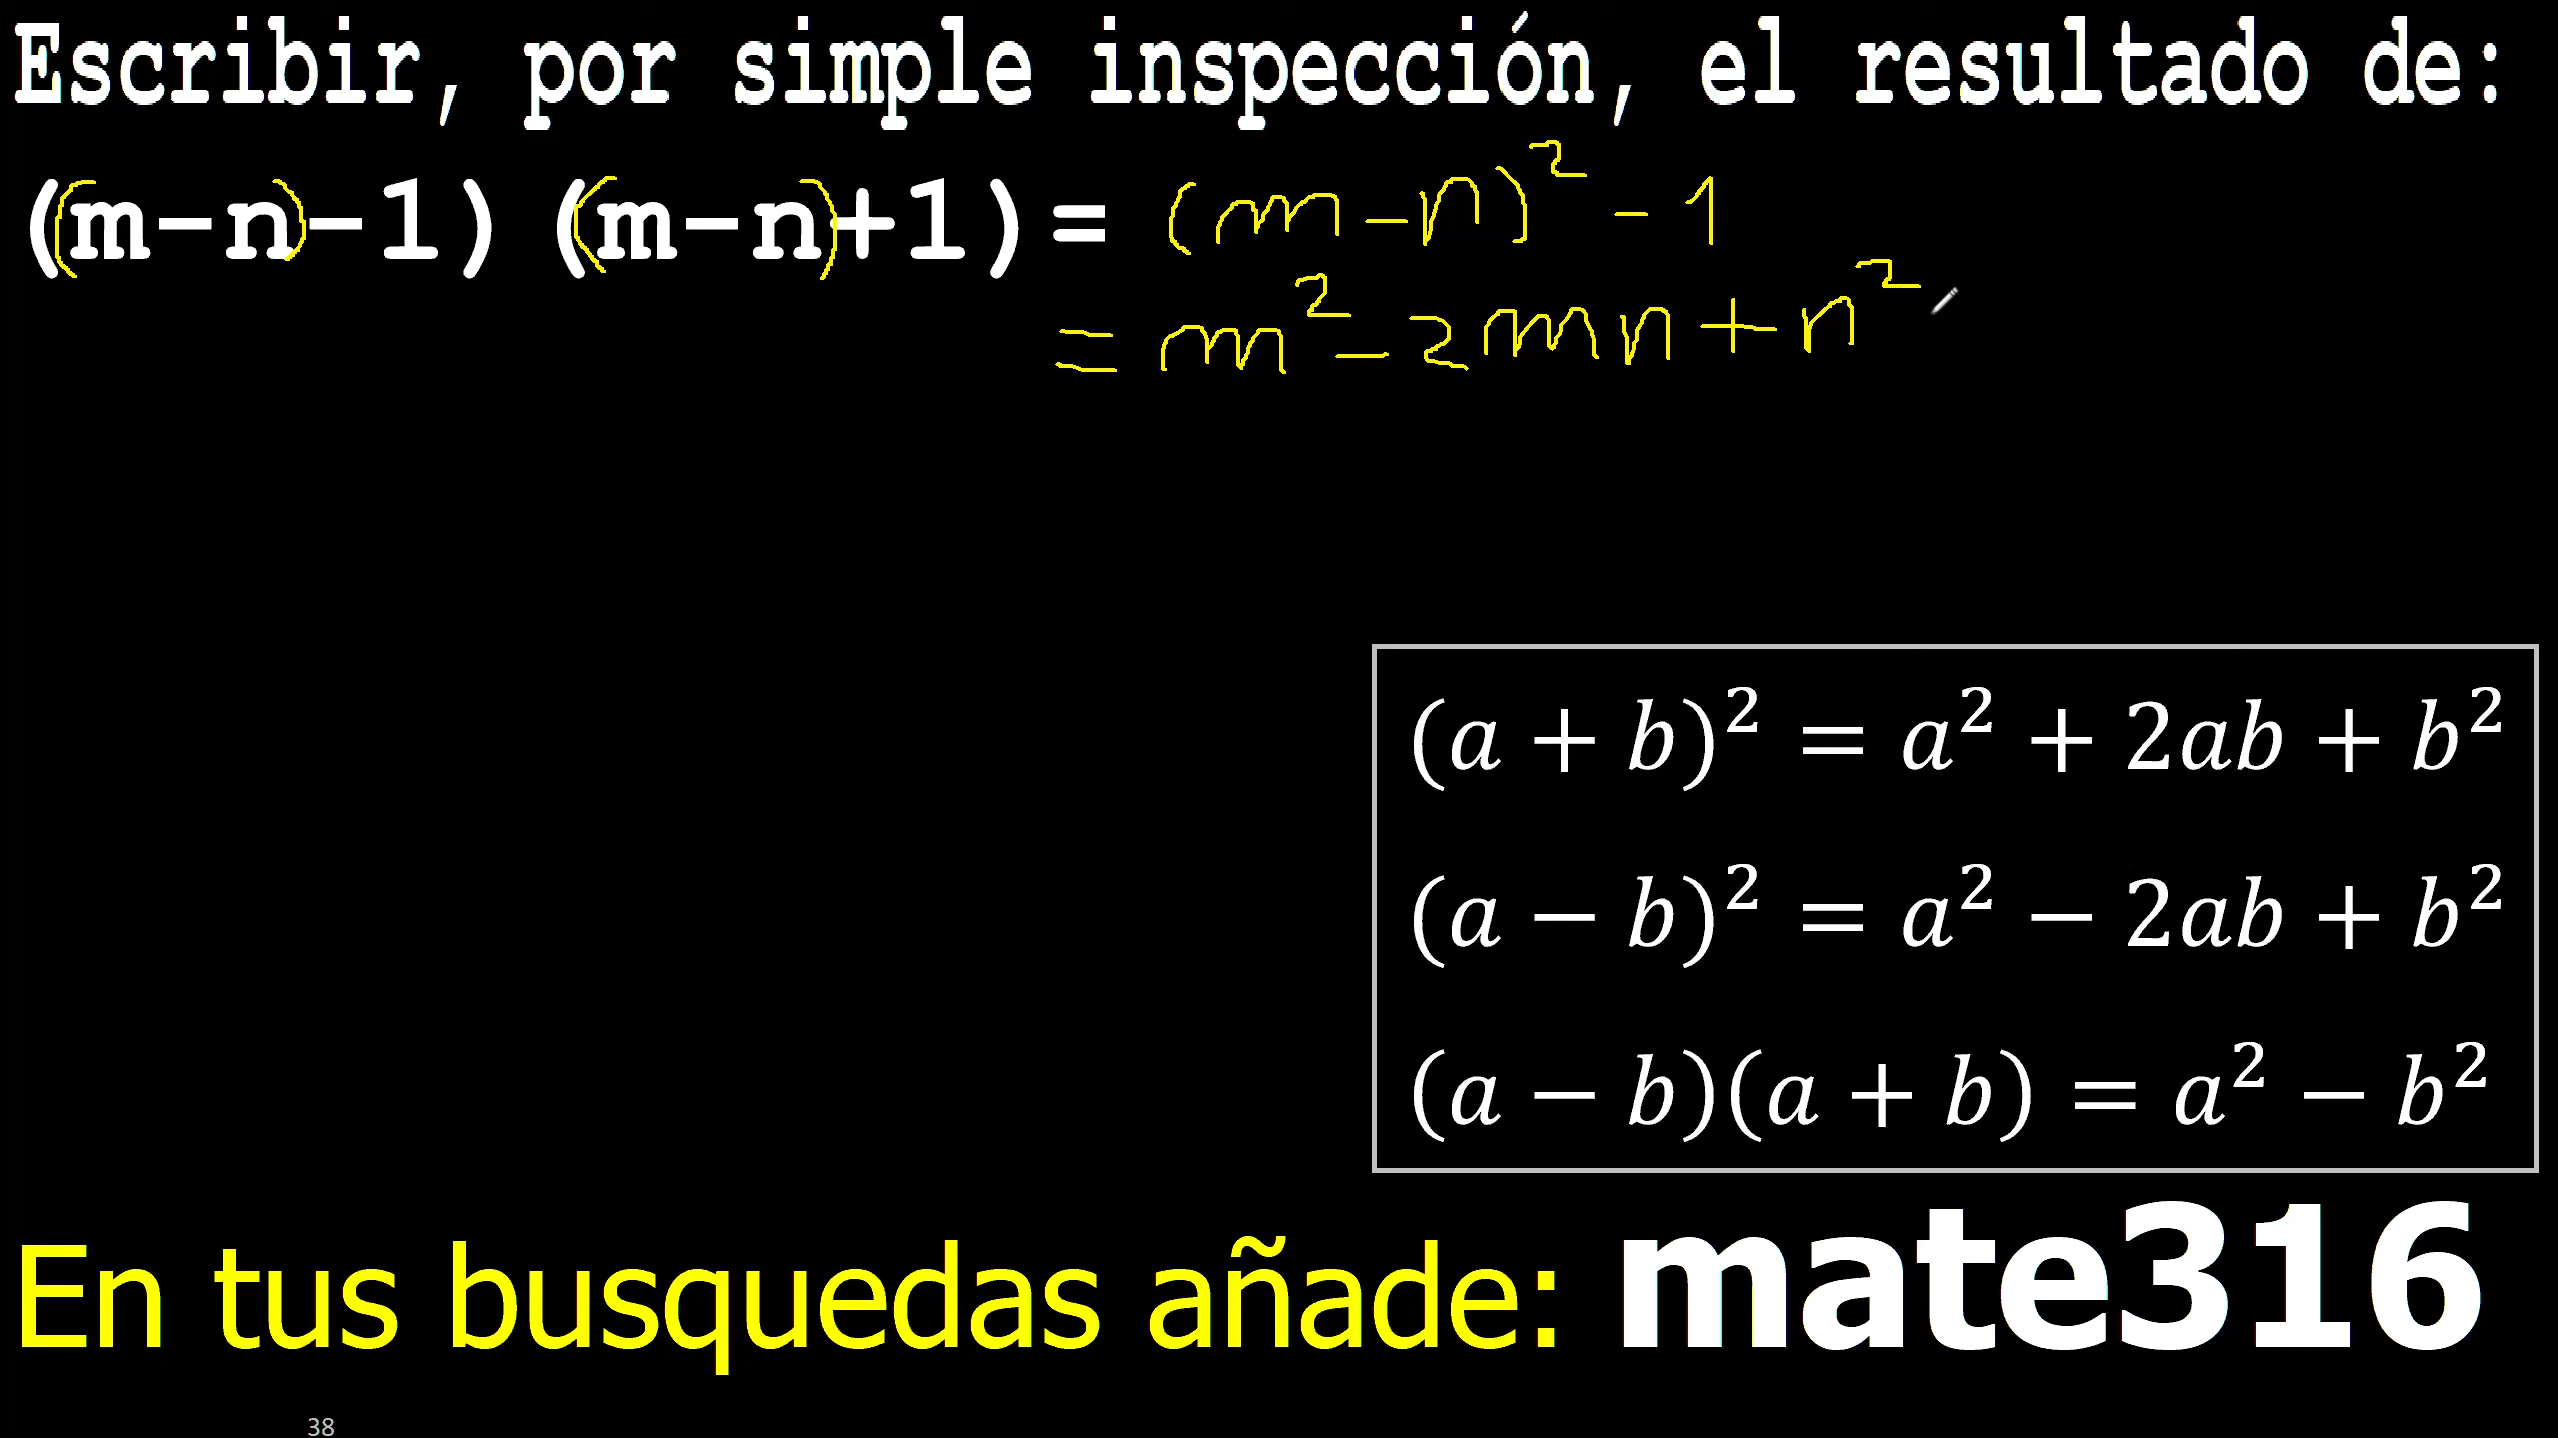 Escribir, por simple inspección, el resultado de:
(m-n-1)(m-n+1)= (m-n)² - 1
= m² - 2mn + n²
(a + b)² = a² + 2ab + b²
(a − b)² = a² − 2ab + b²
(a − b)(a + b) = a² − b²
En tus busquedas añade: mate316
38